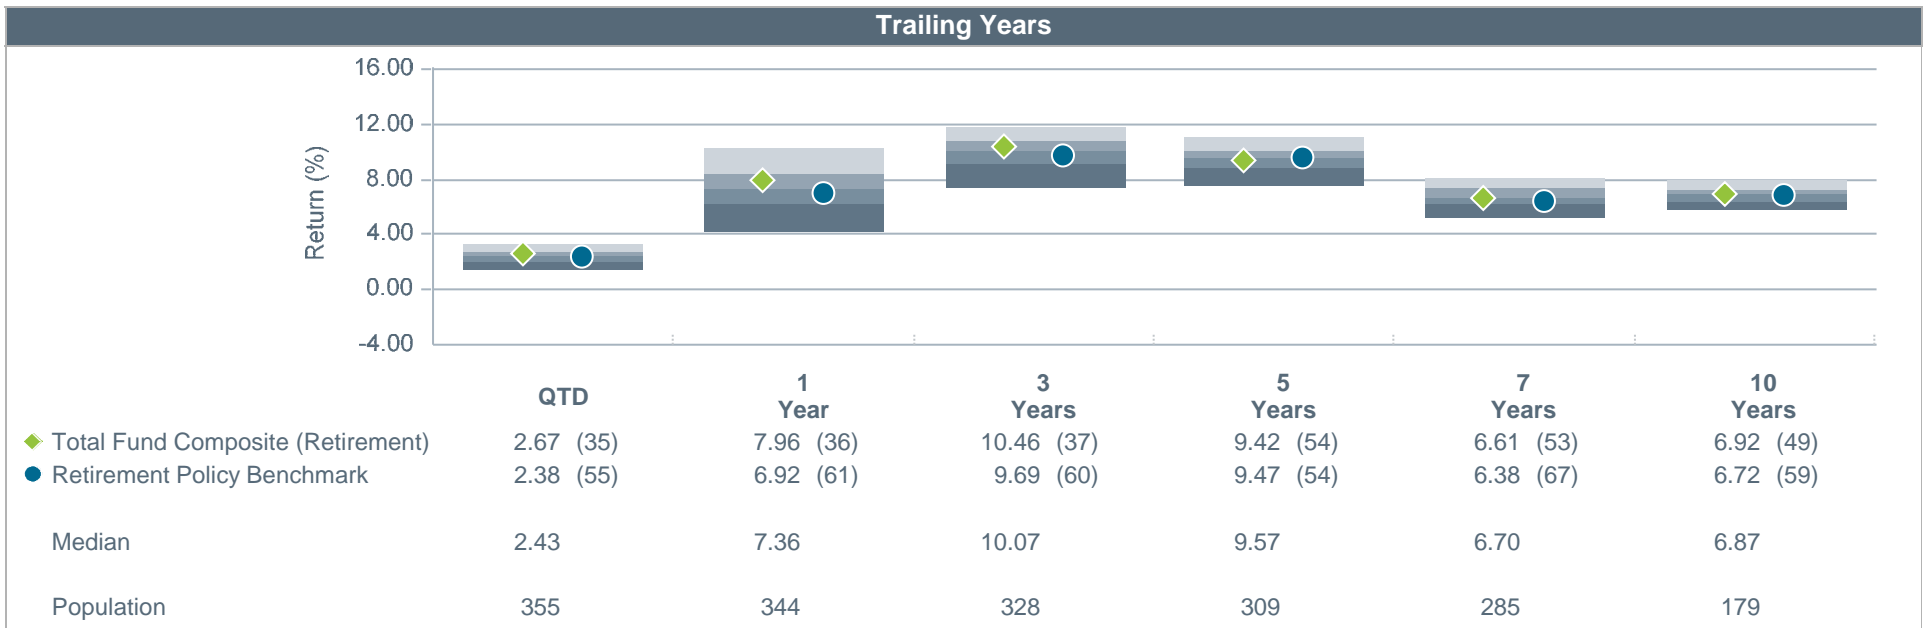 Trailing Years
16.00
12.00
8.00
4.00
0.00
-4.00
Return (%)
QTD 1 Year 3 Years 5 Years 7 Years 10 Years
Total Fund Composite (Retirement) 2.67 (35) 7.96 (36) 10.46 (37) 9.42 (54) 6.61 (53) 6.92 (49)
Retirement Policy Benchmark 2.38 (55) 6.92 (61) 9.69 (60) 9.47 (54) 6.38 (67) 6.72 (59)
Median 2.43 7.36 10.07 9.57 6.70 6.87
Population 355 344 328 309 285 179